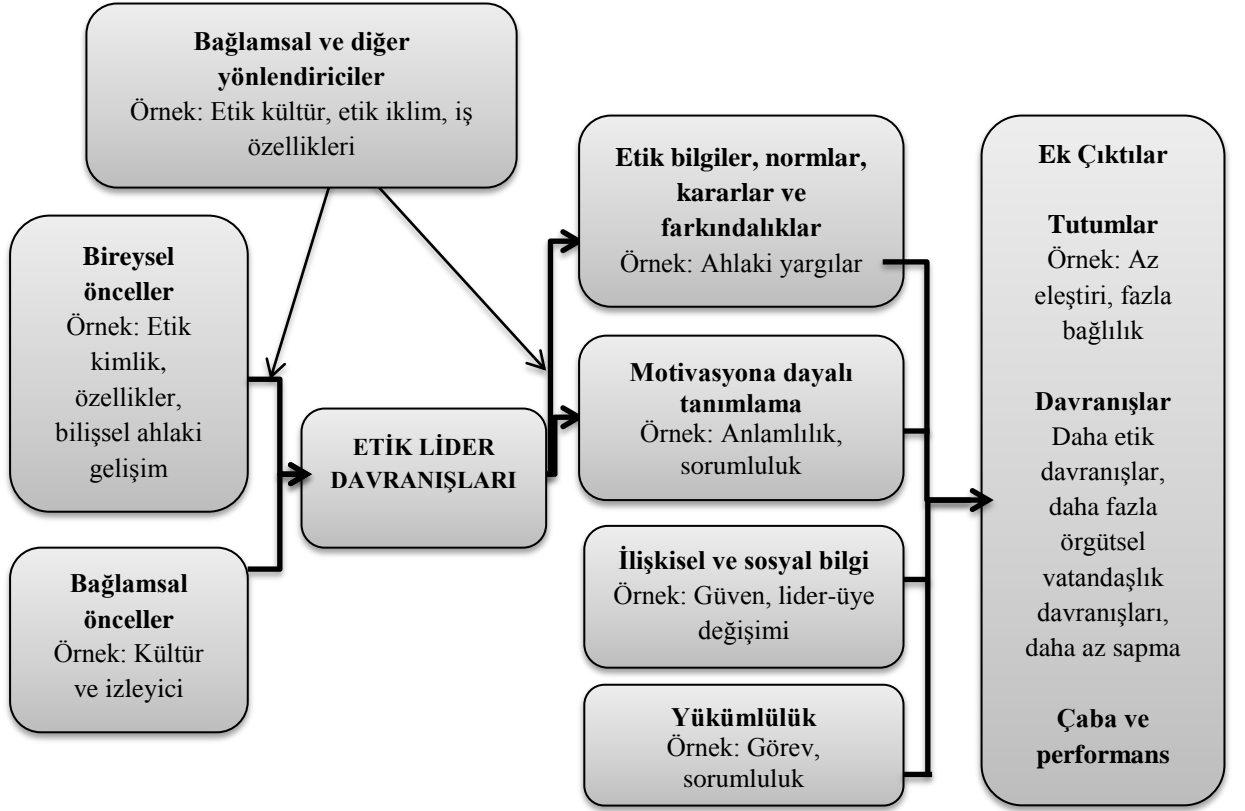 Bağlamsal ve diğer
yönlendiriciler
Örnek: Etik kültür, etik iklim, iş
özellikleri
Bireysel
önceller
Örnek: Etik
kimlik,
özellikler,
bilişsel ahlaki
gelişim
Bağlamsal
önceller
Örnek: Kültür
ve izleyici
ETİK LİDER
DAVRANIŞLARI
Etik bilgiler, normlar,
kararlar ve
farkındalıklar
Örnek: Ahlaki yargılar
Motivasyona dayalı
tanımlama
Örnek: Anlamlılık,
sorumluluk
İlişkisel ve sosyal bilgi
Örnek: Güven, lider-üye
değişimi
Yükümlülük
Örnek: Görev,
sorumluluk
Ek Çıktılar
Tutumlar
Örnek: Az
eleştiri, fazla
bağlılık
Davranışlar
Daha etik
davranışlar,
daha fazla
örgütsel
vatandaşlık
davranışları,
daha az sapma
Çaba ve
performans